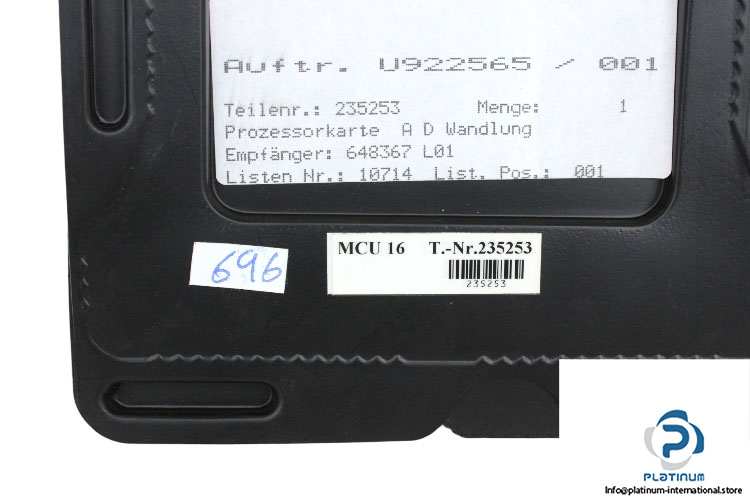 Auftr. U922565 / 001
Teilenr.: 235253 Menge: 1
Prozessorkarte A D Wandlung
Empfänger: 648367 L01
Listen Nr.: 10714 List. Pos.: 001
696
MCU 16 T.-Nr.235253
235253
PLATINUM
Info@platinum-international.store